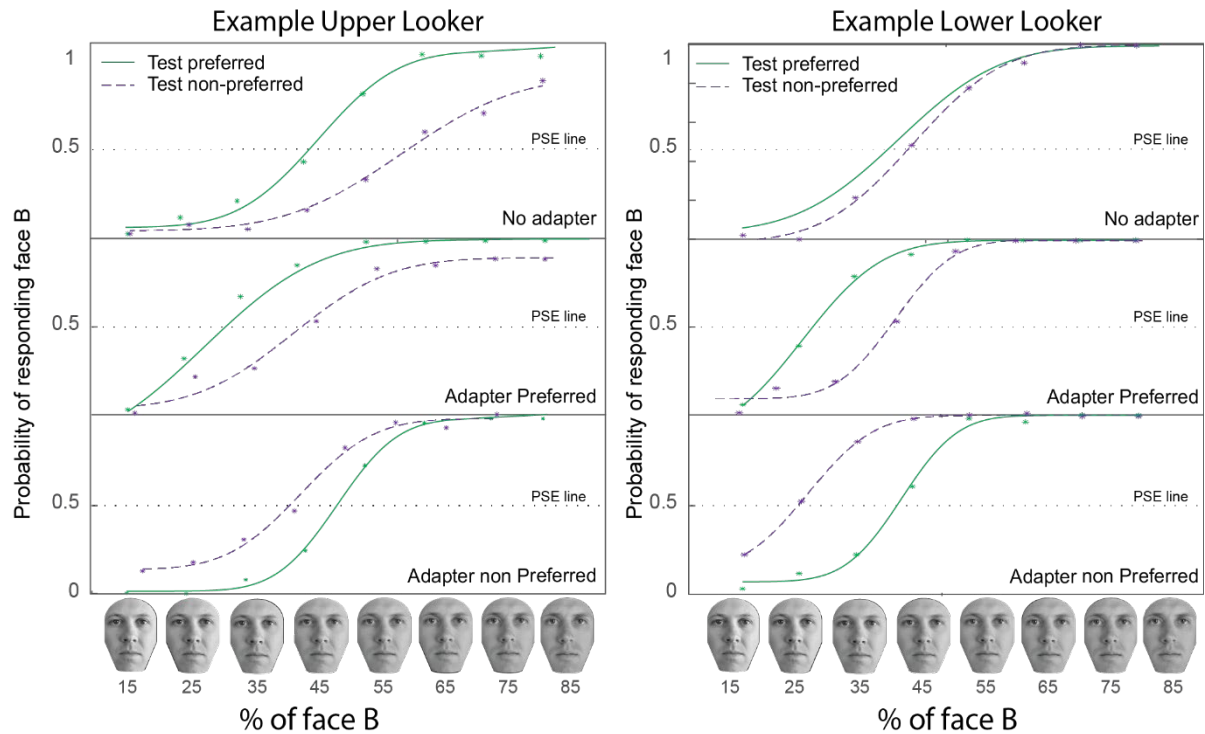 Example Upper Looker
Probability of responding face B
1
Test preferred
Test non-preferred
0.5
PSE line
No adapter
0.5
PSE line
Adapter Preferred
0.5
PSE line
Adapter non Preferred
0
15 25 35 45 55 65 75 85
% of face B
Example Lower Looker
Probability of responding face B
1
Test preferred
Test non-preferred
0.5
PSE line
No adapter
0.5
PSE line
Adapter Preferred
0.5
PSE line
Adapter non Preferred
0
15 25 35 45 55 65 75 85
% of face B